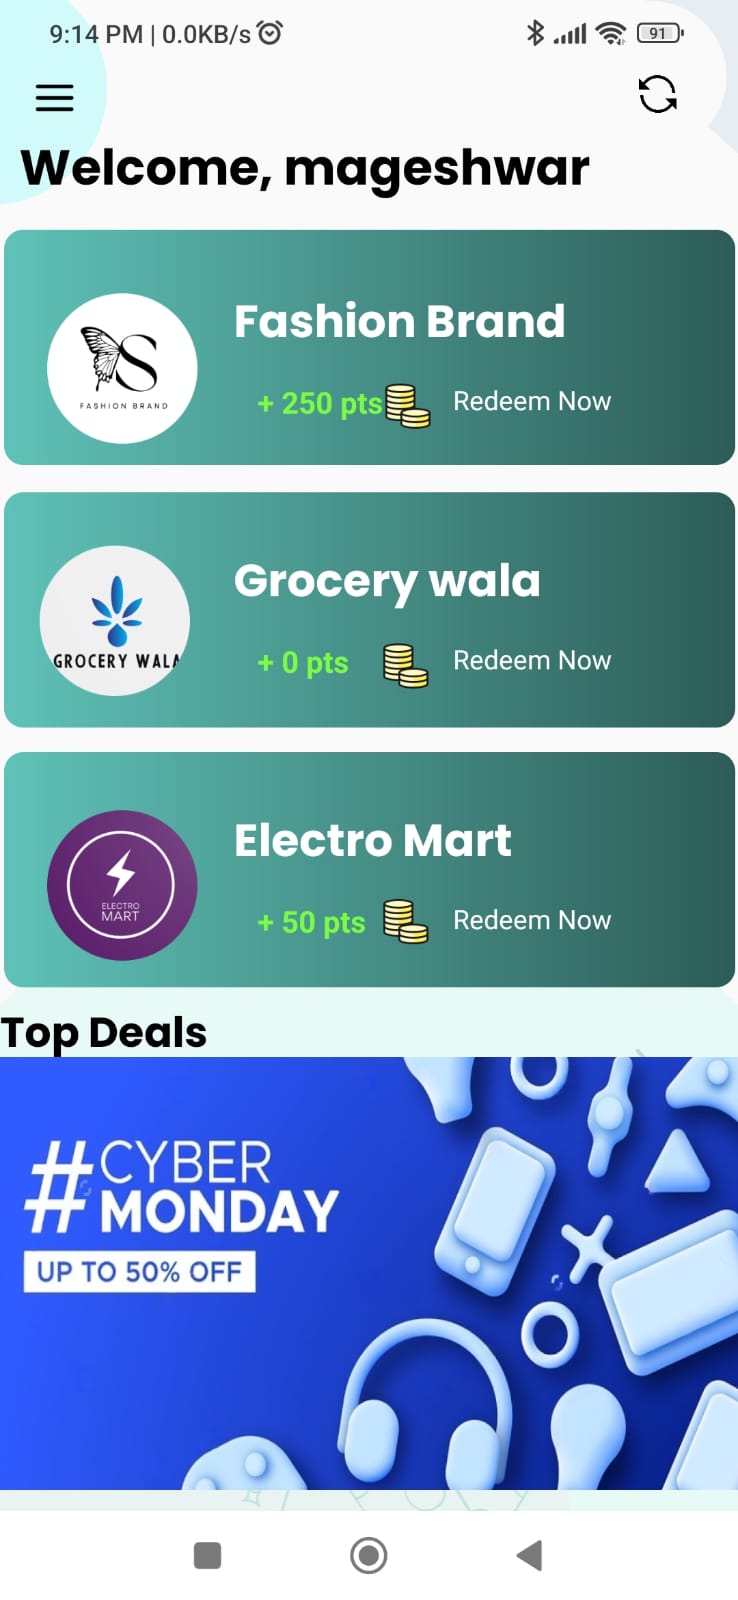 9:14 PM | 0.0KB/s
91
Welcome, mageshwar
Fashion Brand
S
FASHION BRAND
+ 250 pts
Redeem Now
Grocery wala
GROCERY WALA
+ 0 pts
Redeem Now
Electro Mart
ELECTRO
MART
+ 50 pts
Redeem Now
Top Deals
#CYBER
MONDAY
UP TO 50% OFF